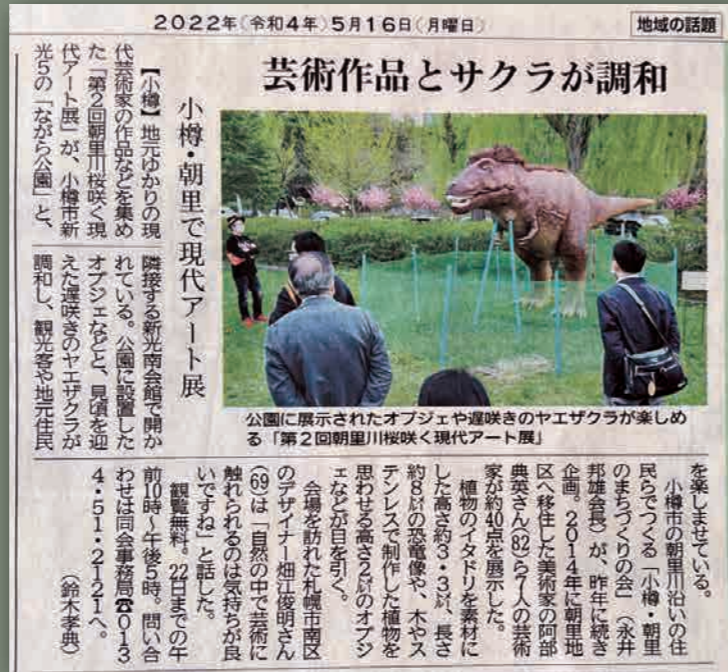 2022年(令和4年)5月16日(月曜日)
地域の話題
芸術作品とサクラが調和
小樽・朝里で現代アート展
【小樽】地元ゆかりの現
代芸術家の作品などを集め
た「第2回朝里川桜咲く現
代アート展」が、小樽市新
光5の「ながら公園」と、
隣接する新光南会館で開か
れている。公園に設置した
オブジェなどと、見頃を迎
えた遅咲きのヤエザクラが
調和し、観光客や地元住民
公園に展示されたオブジェや遅咲きのヤエザクラが楽しめ
る「第2回朝里川桜咲く現代アート展」
を楽しませている。
小樽市の朝里川沿いの住
民らでつくる「小樽・朝里
のまちづくりの会」(永井
邦雄会長)が、昨年に続き
企画。2014年に朝里地
区へ移住した美術家の阿部
典英さん(82)ら7人の芸術
家が約40点を展示した。
植物のイタドリを素材に
した高さ約3・3㍍、長さ
約8㍍の恐竜像や、木やス
テンレスで制作した植物を
思わせる高さ2㍍のオブジ
ェなどが目を引く。
会場を訪れた札幌市南区
のデザイナー畑江俊明さん
(69)は「自然の中で芸術に
触れられるのは気持ちが良
いですね」と話した。
観覧無料。22日までの午
前10時~午後5時。問い合
わせは同会事務局☎013
4・51・2121へ。
(鈴木孝典)